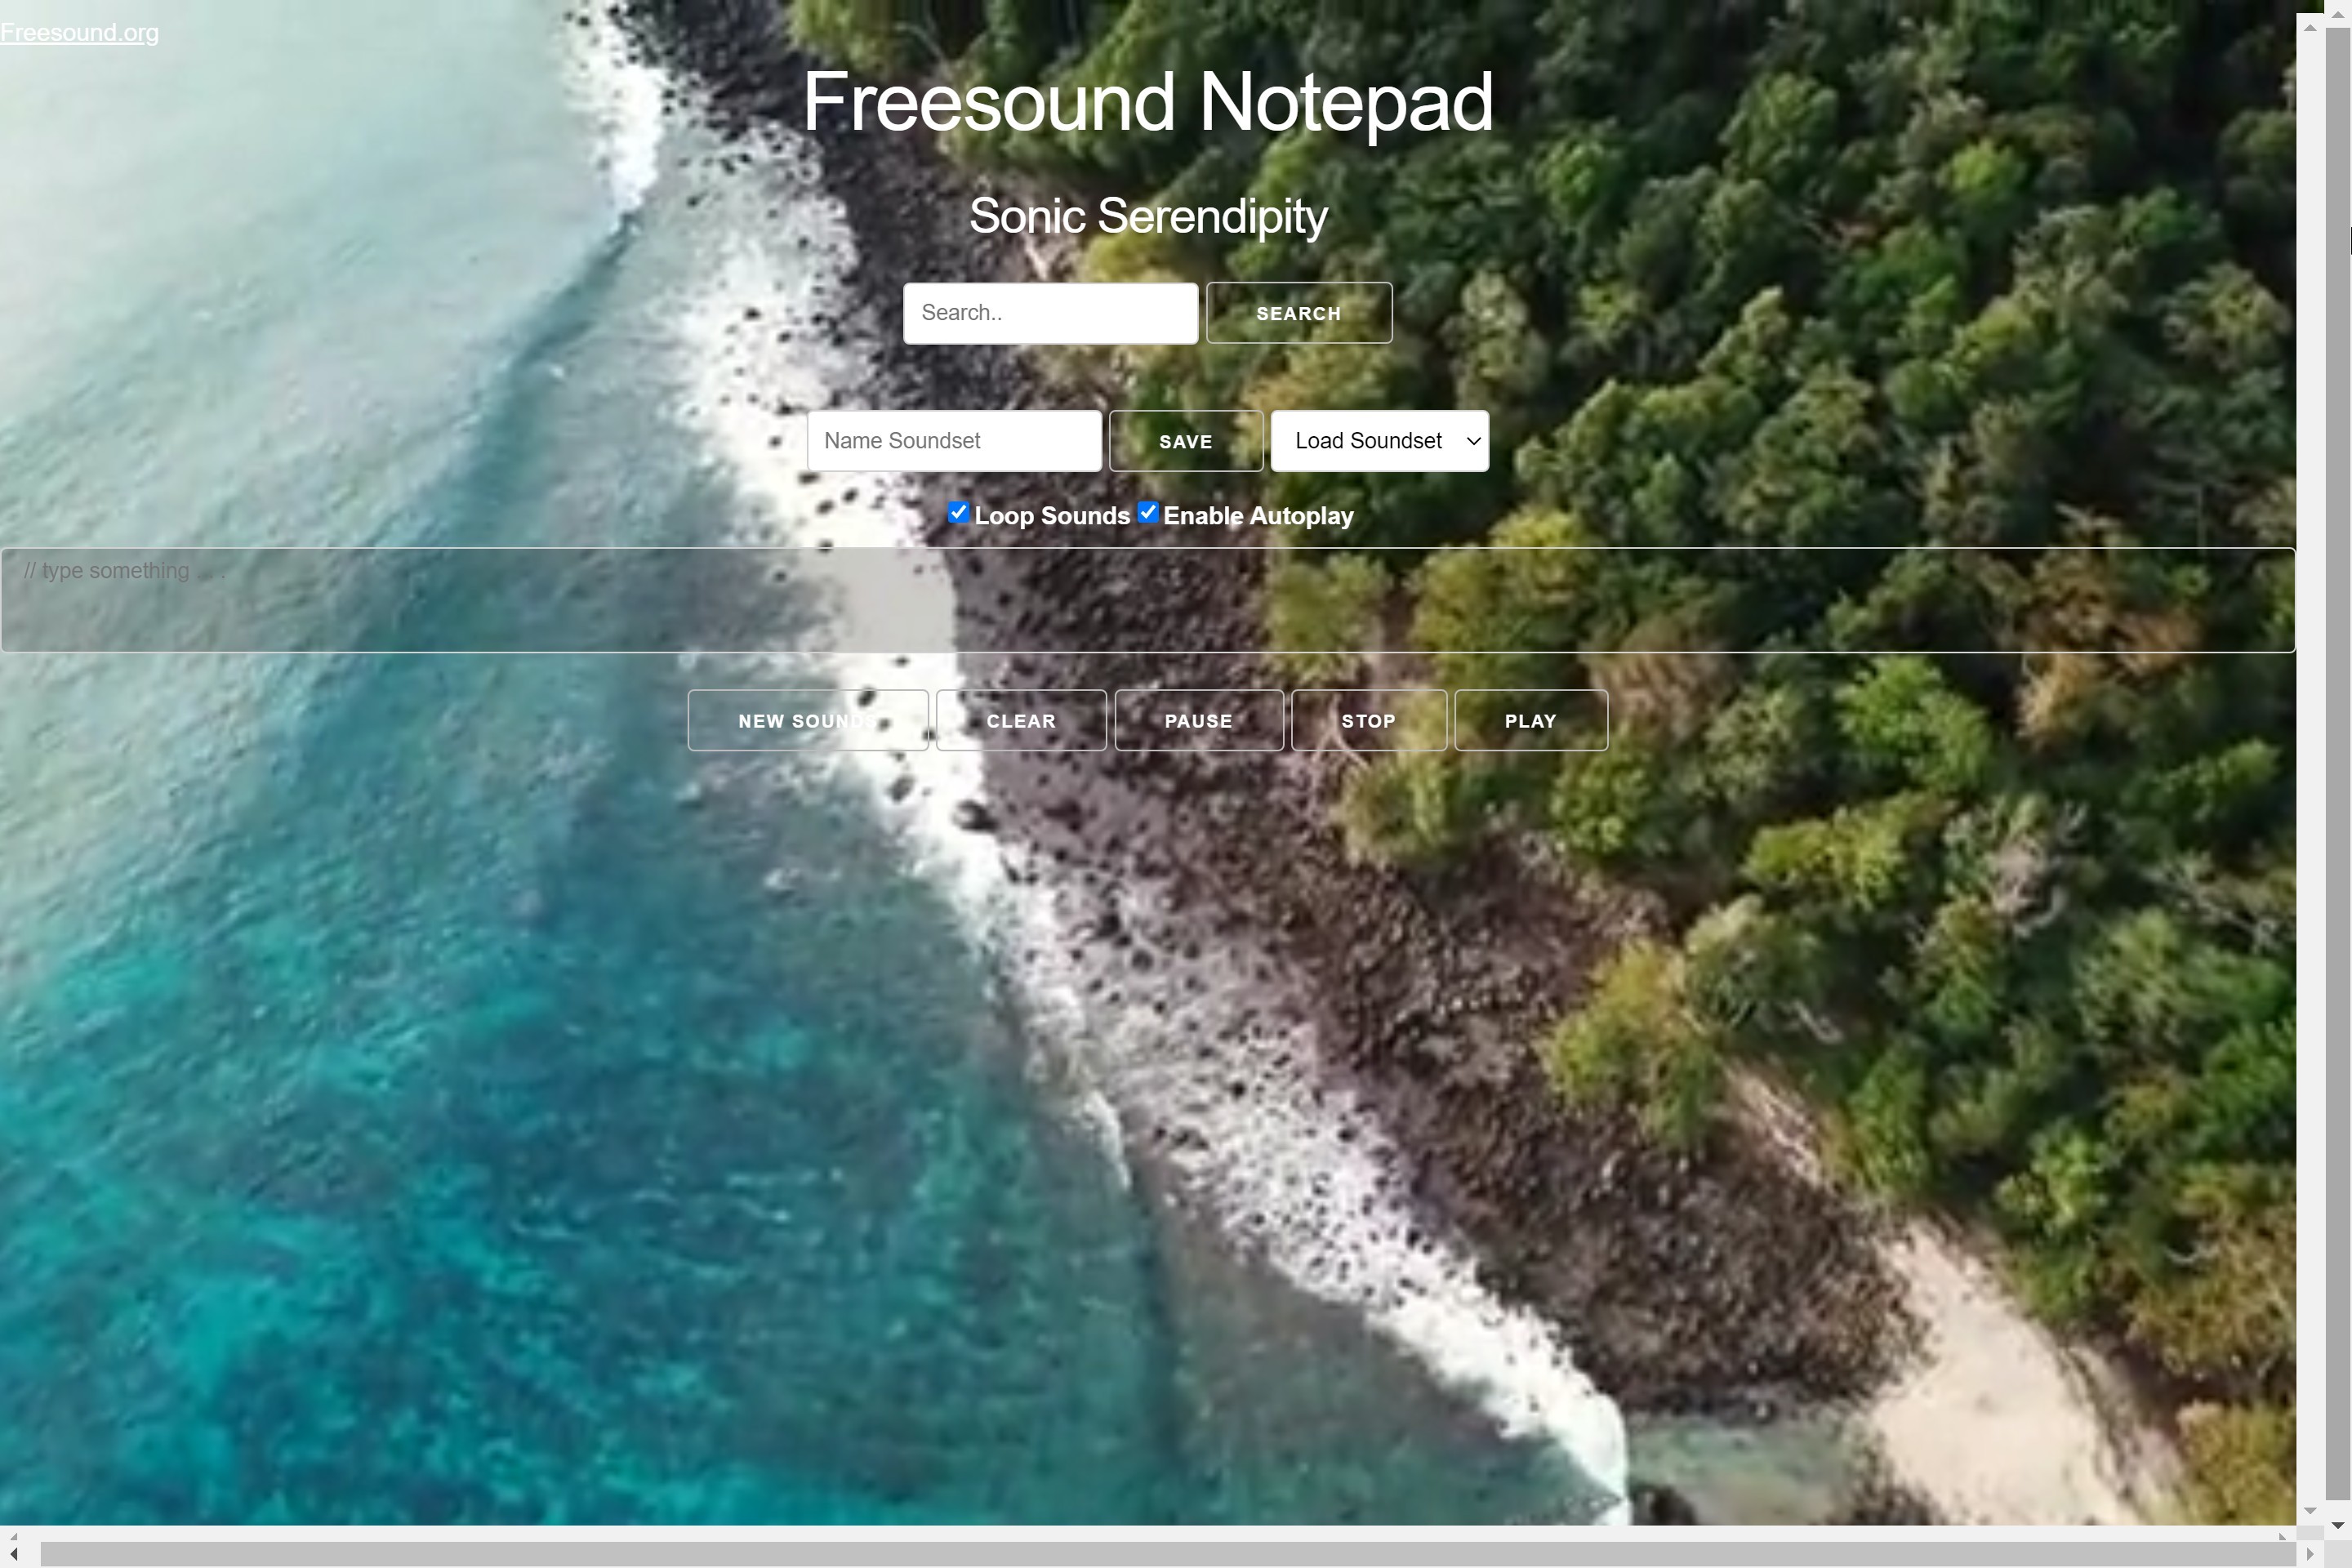 Freesound.org
Freesound Notepad
Sonic Serendipity
Search..
SEARCH
Name Soundset
SAVE
Load Soundset
Loop Sounds
Enable Autoplay
// type something ... .
NEW SOUNDS
CLEAR
PAUSE
STOP
PLAY